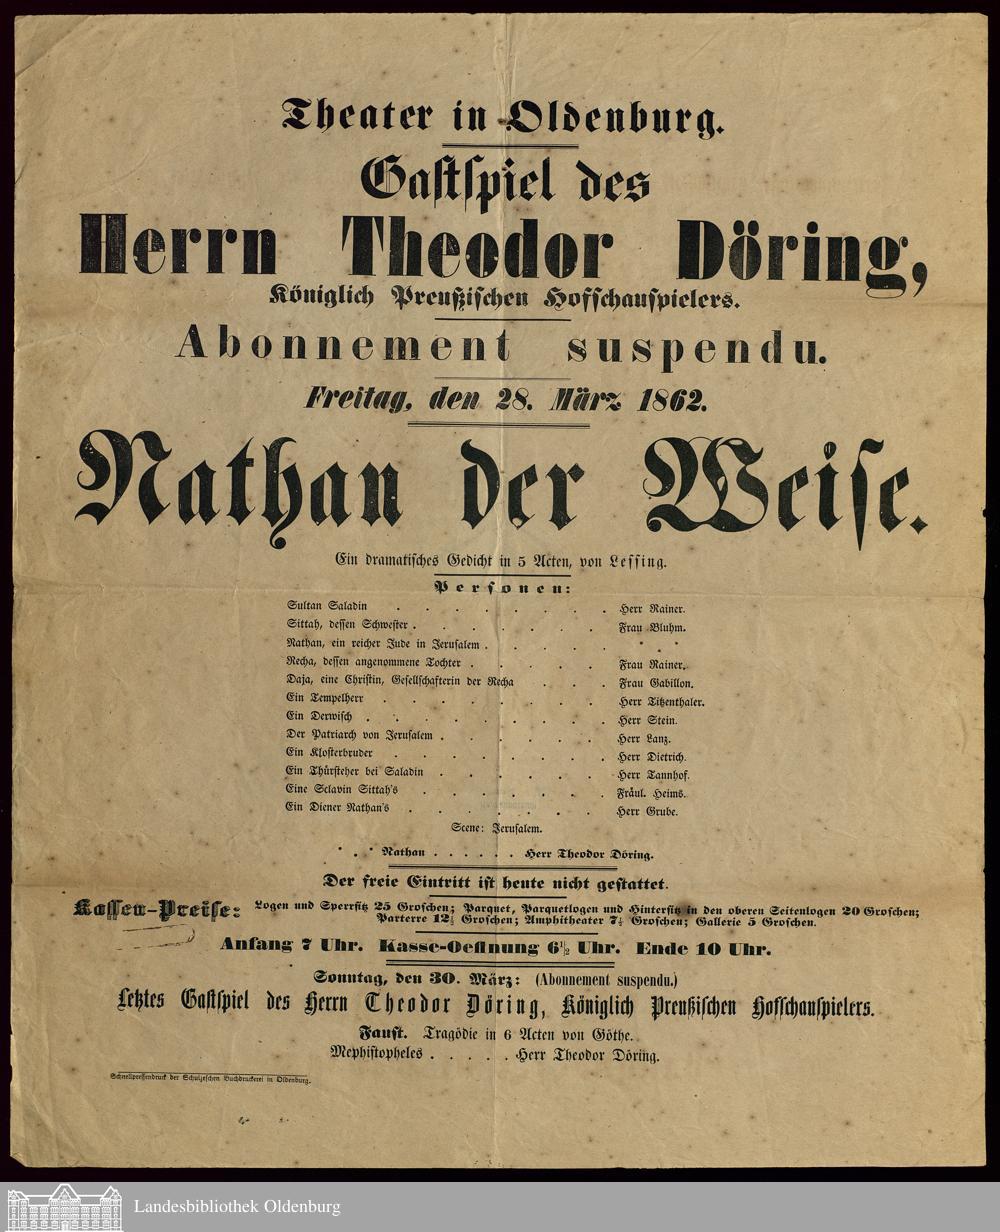 Theater in Oldenburg.
Gastspiel des
Herrn Theodor Döring,
Königlich Preußischen Hofschauspielers.
Abonnement suspendu.
Freitag, den 28. März 1862.
Nathan der Weise.
Ein dramatisches Gedicht in 5 Acten, von Lessing.
Personen:
Sultan Saladin . . . . . . . . Herr Rainer.
Sittah, dessen Schwester . . . . . . . Frau Bluhm.
Nathan, ein reicher Jude in Jerusalem . . . . . * * *
Recha, dessen angenommene Tochter . . . . . Frau Rainer.
Daja, eine Christin, Gesellschafterin der Recha . . . Frau Gabillon.
Ein Tempelherr . . . . . . . . Herr Titzenthaler.
Ein Derwisch . . . . . . . . . Herr Stein.
Der Patriarch von Jerusalem . . . . . . Herr Lanz.
Ein Klosterbruder . . . . . . . . Herr Dietrich.
Ein Thürsteher bei Saladin . . . . . . Herr Tannhof.
Eine Sclavin Sittah's . . . . . . . Fräul. Heims.
Ein Diener Nathan's . . . . . . . Herr Grube.
Scene: Jerusalem.
* * * Nathan . . . . . . Herr Theodor Döring.
Der freie Eintritt ist heute nicht gestattet.
Kassen-Preise: Logen und Sperrsitz 25 Groschen; Parquet, Parquetlogen und Hintersitz in den oberen Seitenlogen 20 Groschen;
Parterre 12½ Groschen; Amphitheater 7½ Groschen; Gallerie 5 Groschen.
Anfang 7 Uhr. Kasse-Oeffnung 6½ Uhr. Ende 10 Uhr.
Sonntag, den 30. März: (Abonnement suspendu.)
Letztes Gastspiel des Herrn Theodor Döring, Königlich Preußischen Hofschauspielers.
Faust. Tragödie in 6 Acten von Göthe.
Mephistopheles . . . . . Herr Theodor Döring.
Schnellpressendruck der Schulzeschen Buchdruckerei in Oldenburg.
Landesbibliothek Oldenburg